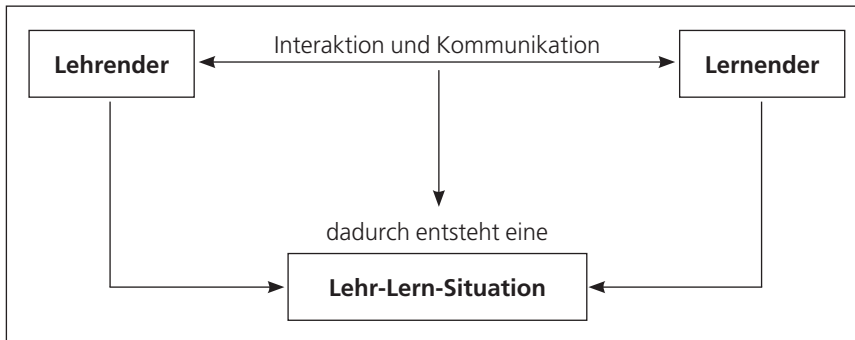 Interaktion und Kommunikation
Lehrender
Lernender
dadurch entsteht eine
Lehr-Lern-Situation